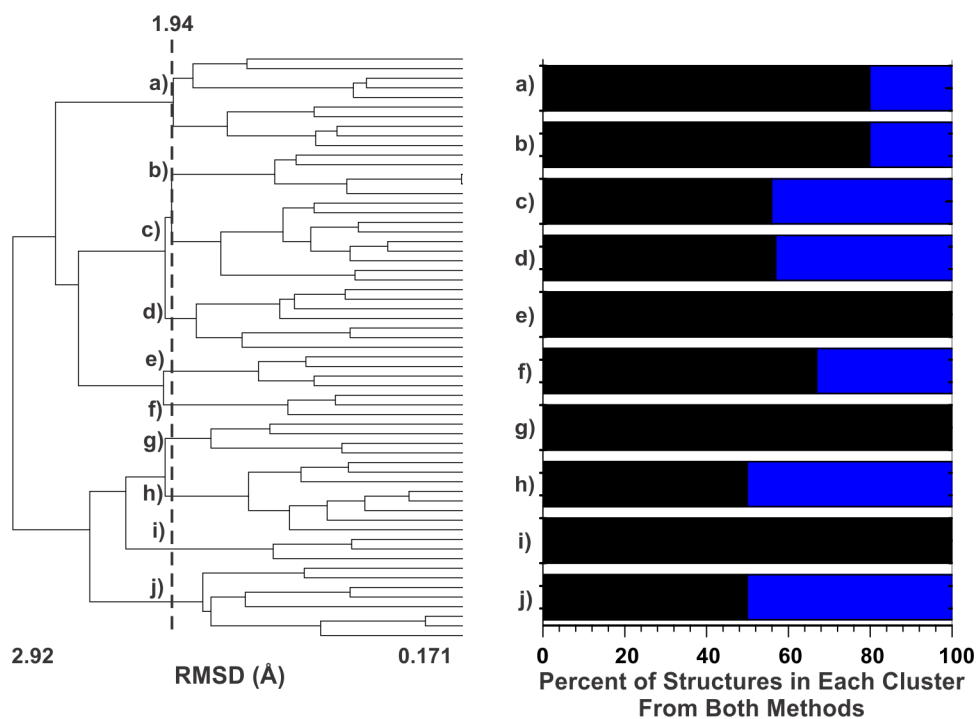 1.94
a)
b)
c)
d)
e)
f)
g)
h)
i)
j)
2.92
0.171
RMSD (Å)
a)
b)
c)
d)
e)
f)
g)
h)
i)
j)
0 20 40 60 80 100
Percent of Structures in Each Cluster
From Both Methods